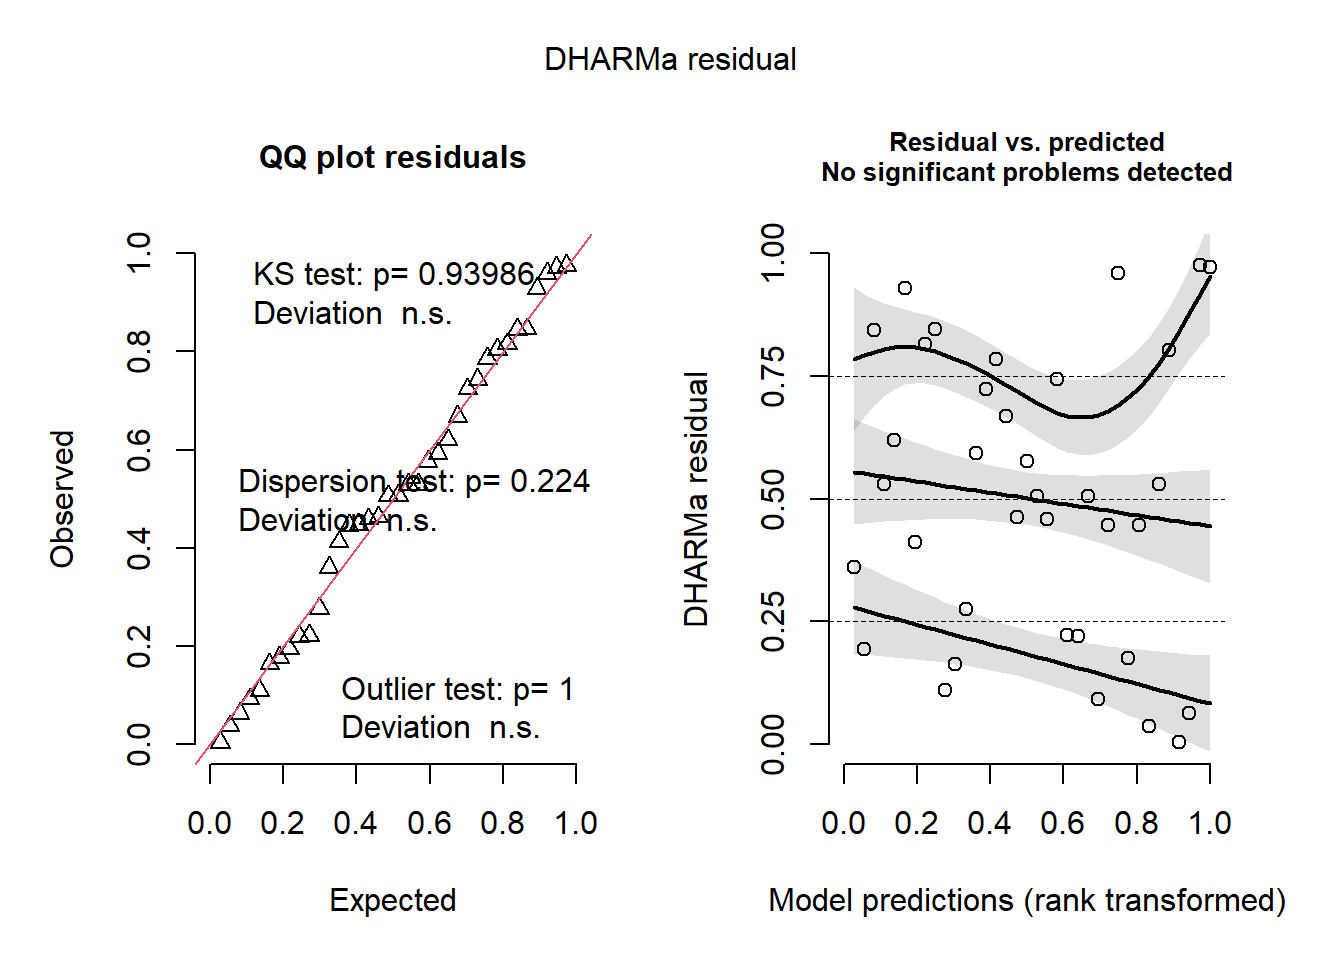 DHARMa residual
QQ plot residuals
KS test: p= 0.93986
Deviation  n.s.
Dispersion test: p= 0.224
Deviation  n.s.
Outlier test: p= 1
Deviation  n.s.
Observed
0.0
0.2
0.4
0.6
0.8
1.0
0.0 0.2 0.4 0.6 0.8 1.0
Expected
Residual vs. predicted
No significant problems detected
DHARMa residual
0.00
0.25
0.50
0.75
1.00
0.0 0.2 0.4 0.6 0.8 1.0
Model predictions (rank transformed)